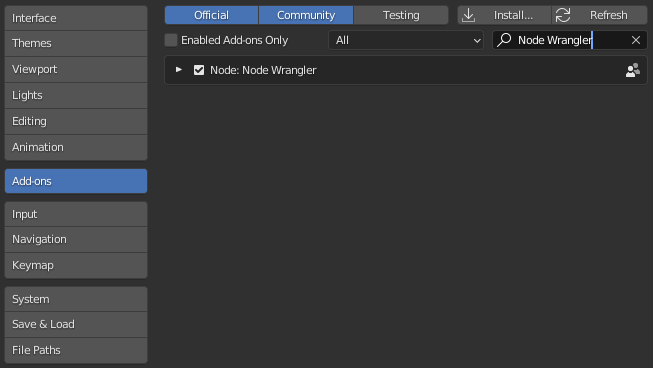 Interface
Themes
Viewport
Lights
Editing
Animation
Add-ons
Input
Navigation
Keymap
System
Save & Load
File Paths
Official Community Testing Install... Refresh
Enabled Add-ons Only All Node Wrangler
Node: Node Wrangler